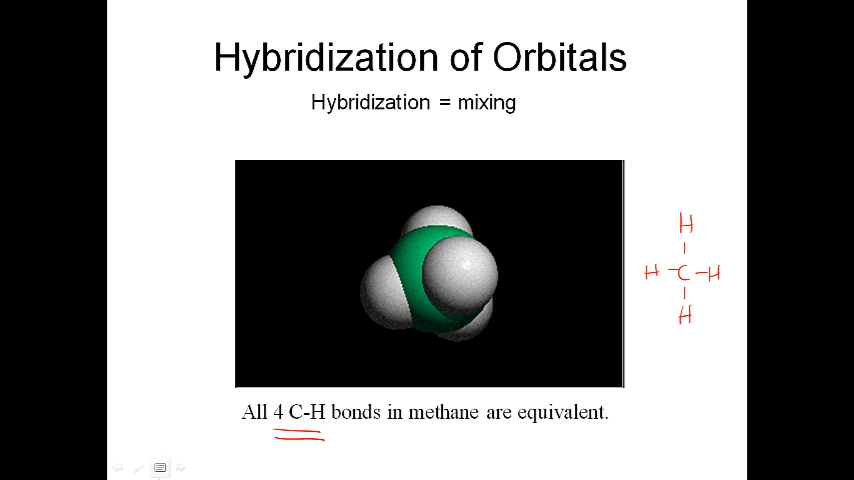 Hybridization of Orbitals
Hybridization = mixing
H
H - C - H
H
All 4 C-H bonds in methane are equivalent.